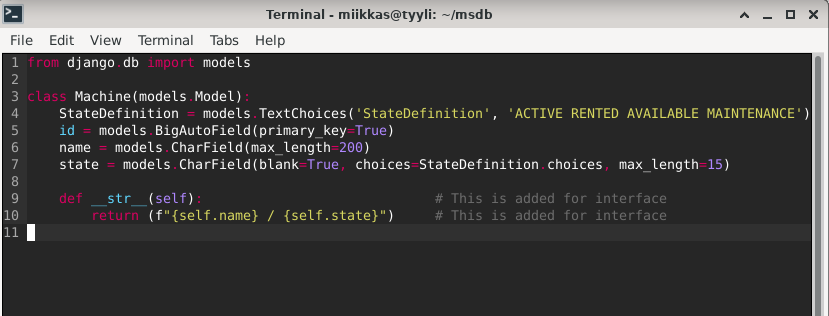 Terminal - miikkas@tyyli: ~/msdb
File Edit View Terminal Tabs Help
1 from django.db import models
2
3 class Machine(models.Model):
4     StateDefinition = models.TextChoices('StateDefinition', 'ACTIVE RENTED AVAILABLE MAINTENANCE')
5     id = models.BigAutoField(primary_key=True)
6     name = models.CharField(max_length=200)
7     state = models.CharField(blank=True, choices=StateDefinition.choices, max_length=15)
8
9     def __str__(self):                             # This is added for interface
10         return (f"{self.name} / {self.state}")     # This is added for interface
11